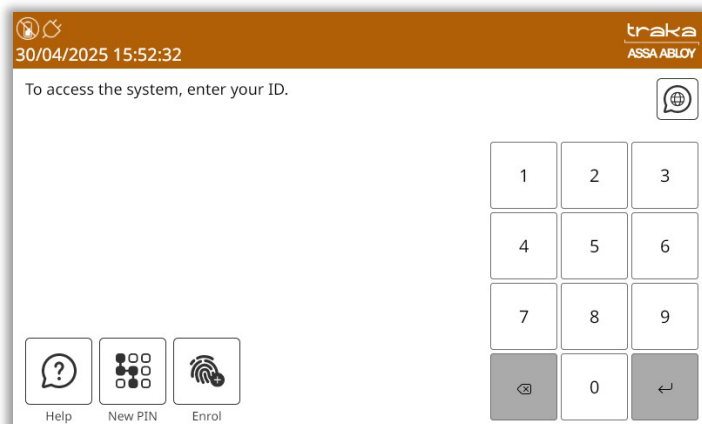 traka
30/04/2025 15:52:32
ASSA ABLOY
To access the system, enter your ID.
1 2 3
4 5 6
7 8 9
0
Help New PIN Enrol